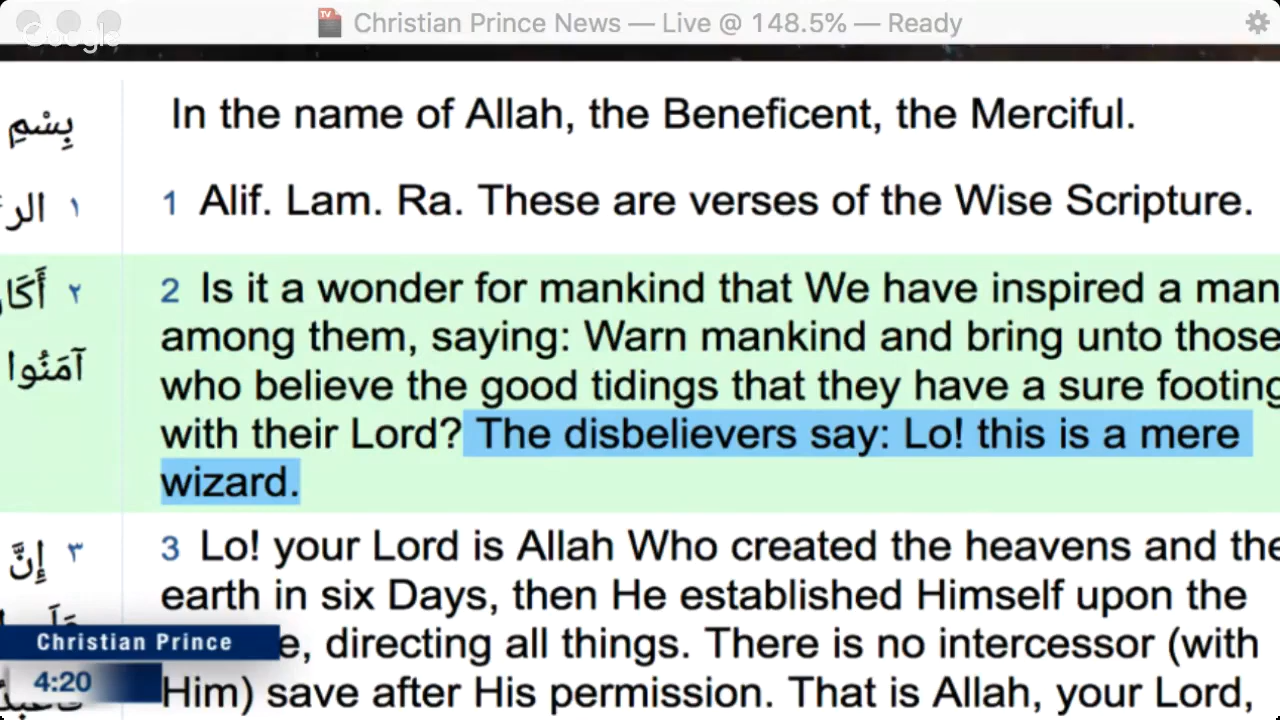 Christian Prince News — Live @ 148.5% — Ready
Google
In the name of Allah, the Beneficent, the Merciful.
بِسْمِ
1 Alif. Lam. Ra. These are verses of the Wise Scripture.
١ الر
2 Is it a wonder for mankind that We have inspired a man
٢
among them, saying: Warn mankind and bring unto those
آمَنُوا
who believe the good tidings that they have a sure footing
with their Lord? The disbelievers say: Lo! this is a mere
wizard.
3 Lo! your Lord is Allah Who created the heavens and the
٣ إِنَّ
earth in six Days, then He established Himself upon the
directing all things. There is no intercessor (with
Him) save after His permission. That is Allah, your Lord,
Christian Prince
4:20